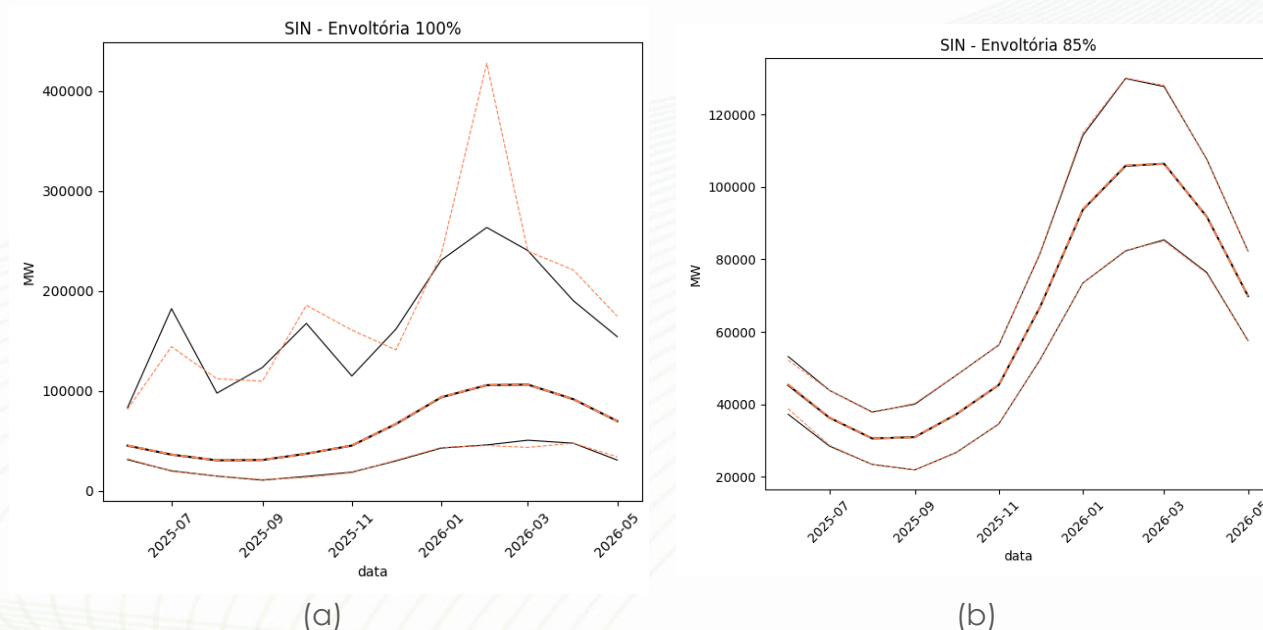 SIN - Envoltória 100%
400000
300000
200000
100000
0
MW
2025-07
2025-09
2025-11
2026-01
2026-03
2026-05
data
(a)
SIN - Envoltória 85%
120000
100000
80000
60000
40000
20000
MW
2025-07
2025-09
2025-11
2026-01
2026-03
2026-05
data
(b)